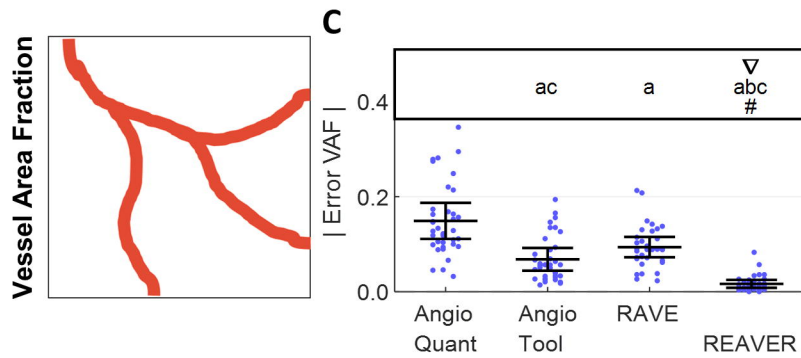 Vessel Area Fraction
C
| Error VAF |
0.4
0.2
0.0
ac
a
▽
abc
#
Angio
Quant
Angio
Tool
RAVE
REAVER